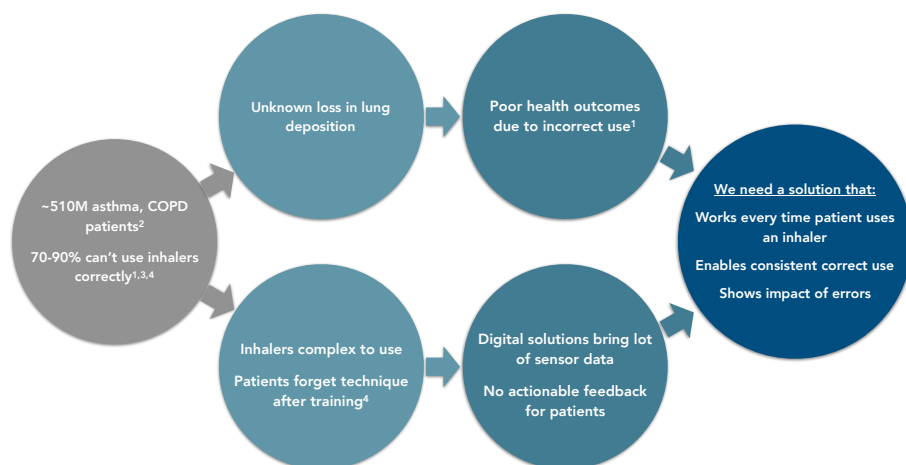 ~510M asthma, COPD
patients2
70-90% can't use inhalers
correctly1,3,4
Unknown loss in lung
deposition
Poor health outcomes
due to incorrect use1
Inhalers complex to use
Patients forget technique
after training4
Digital solutions bring lot
of sensor data
No actionable feedback
for patients
We need a solution that:
Works every time patient uses
an inhaler
Enables consistent correct use
Shows impact of errors